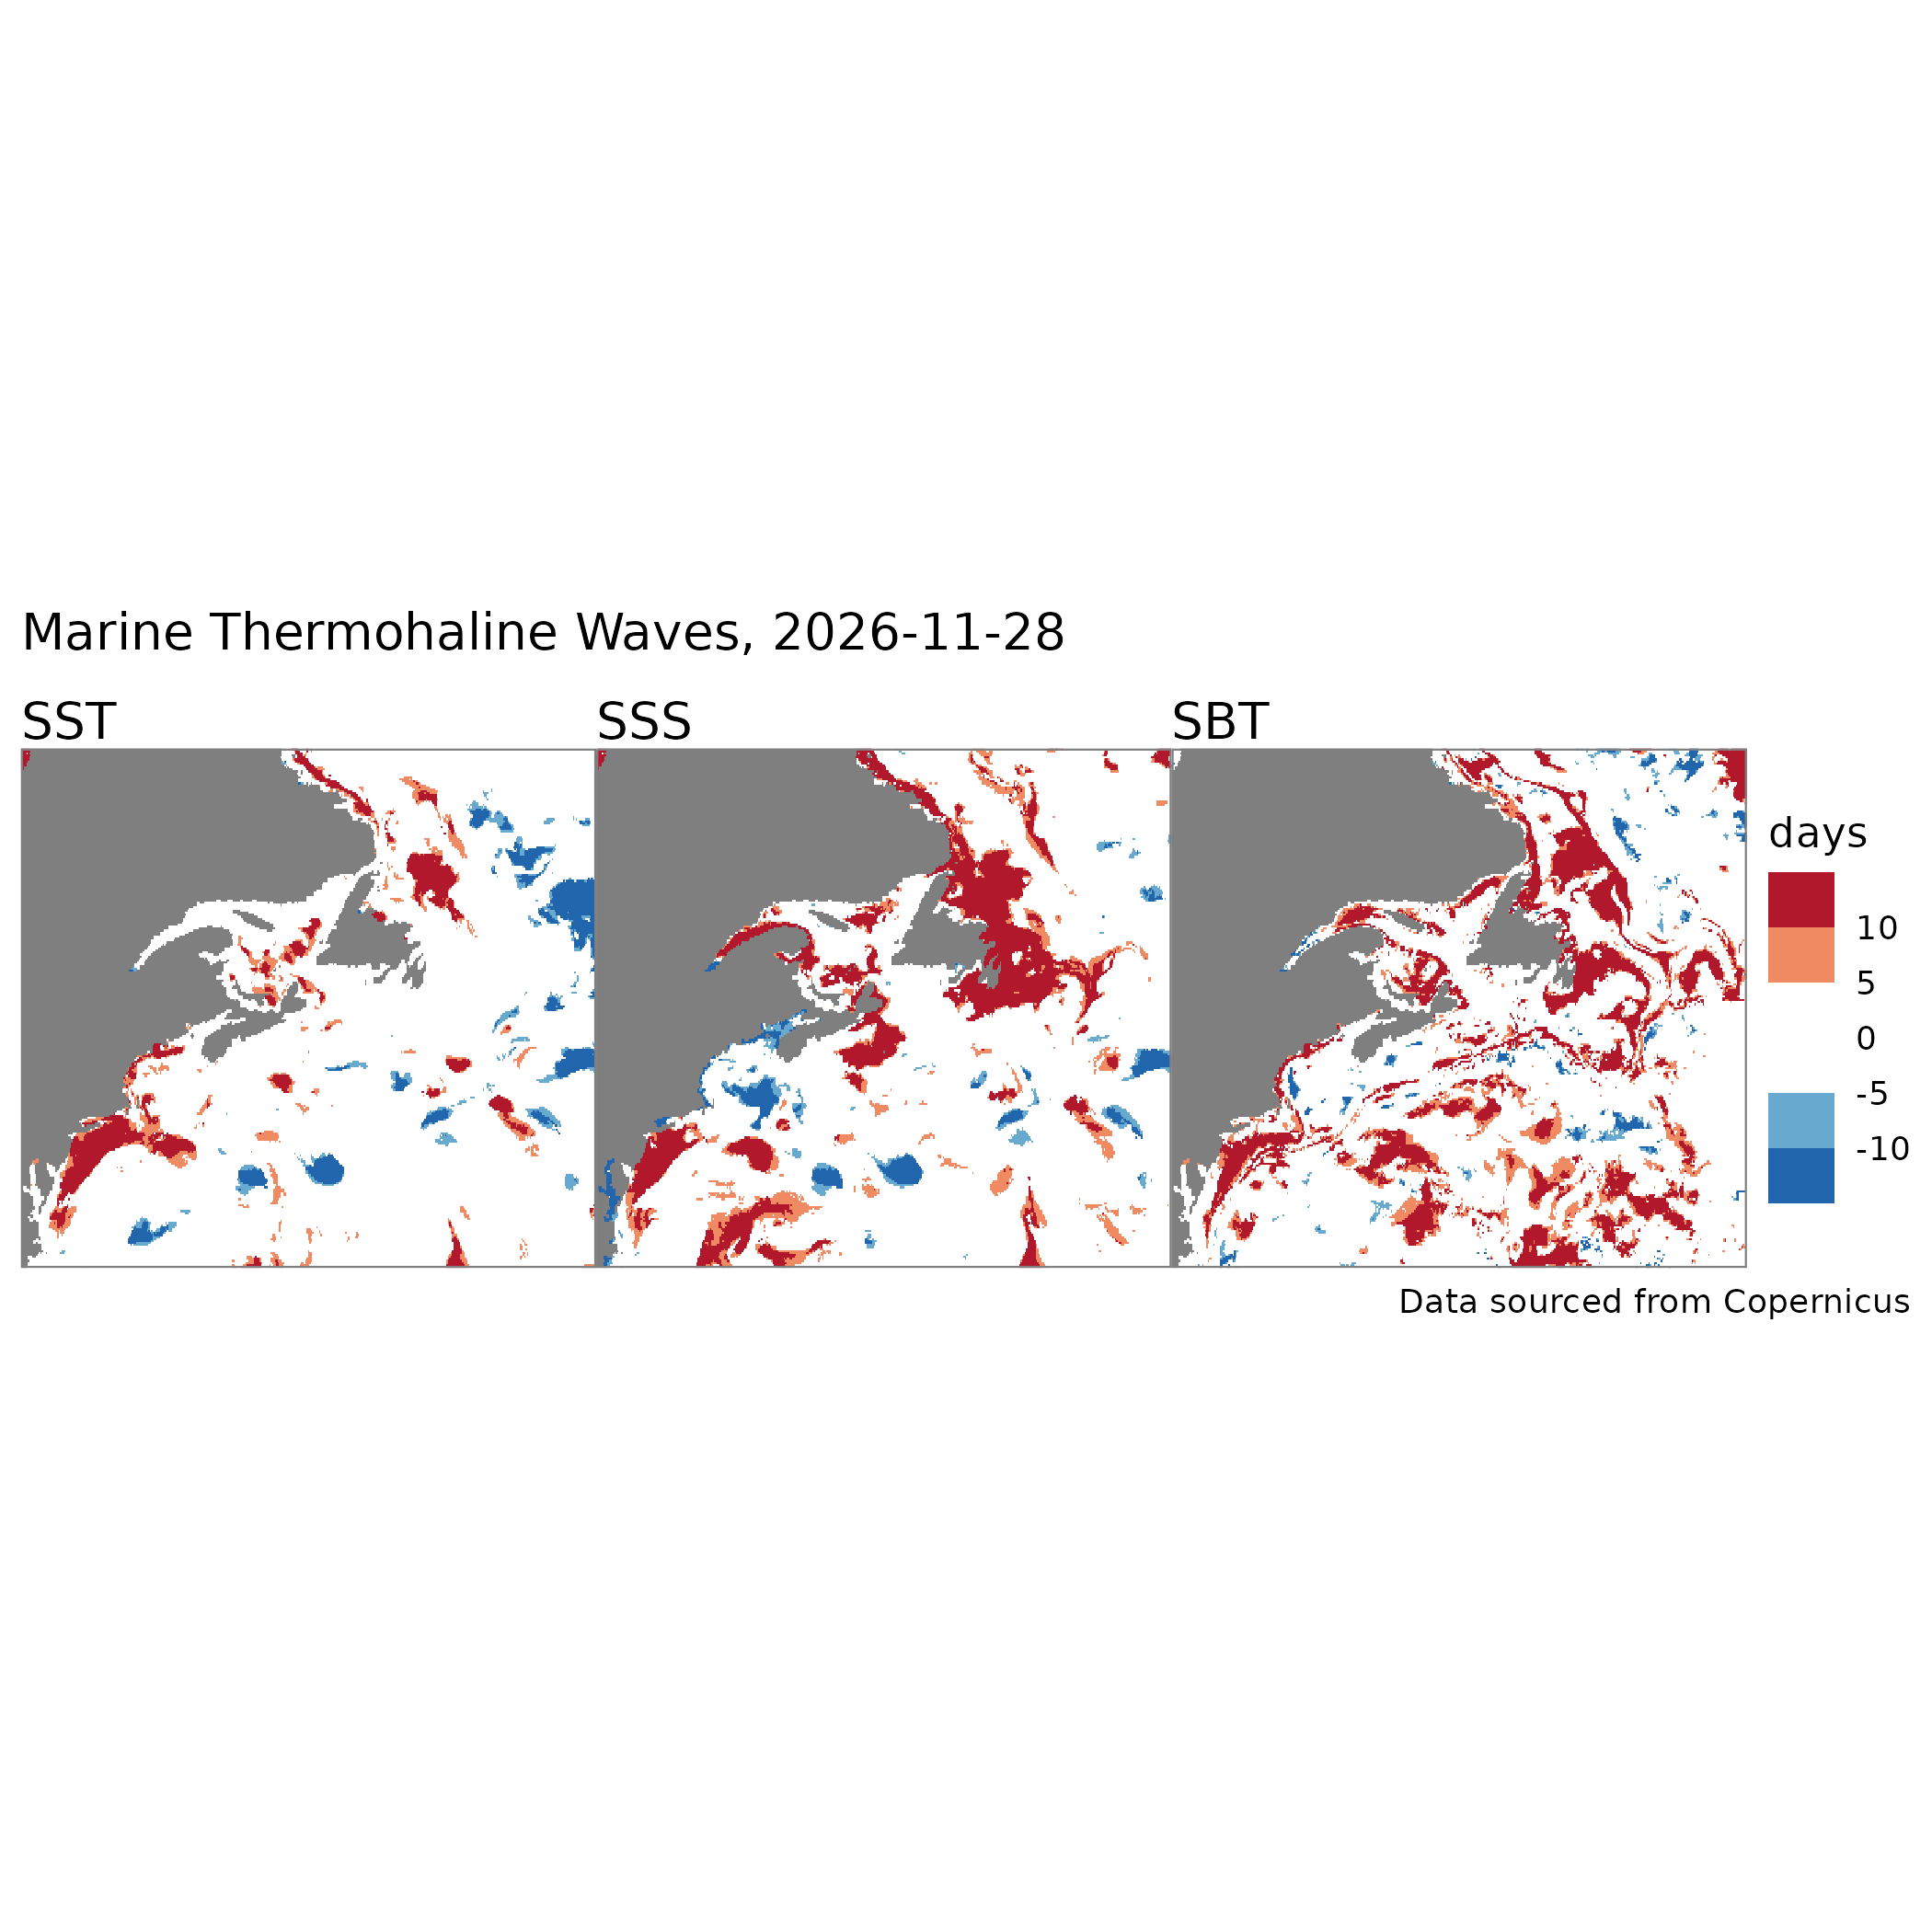 Marine Thermohaline Waves, 2026-11-28
SST
SSS
SBT
days
10
5
0
-5
-10
Data sourced from Copernicus